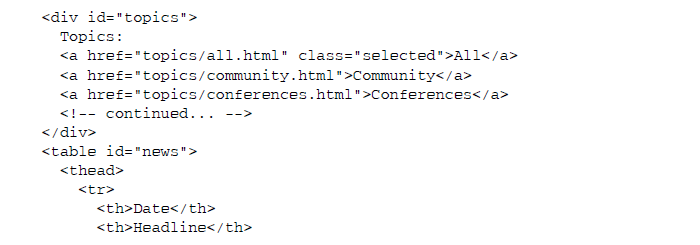 <div id="topics">
Topics:
<a href="topics/all.html" class="selected">All</a>
<a href="topics/community.html">Community</a>
<a href="topics/conferences.html">Conferences</a>
<!-- continued... -->
</div>
<table id="news">
<thead>
<tr>
<th>Date</th>
<th>Headline</th>